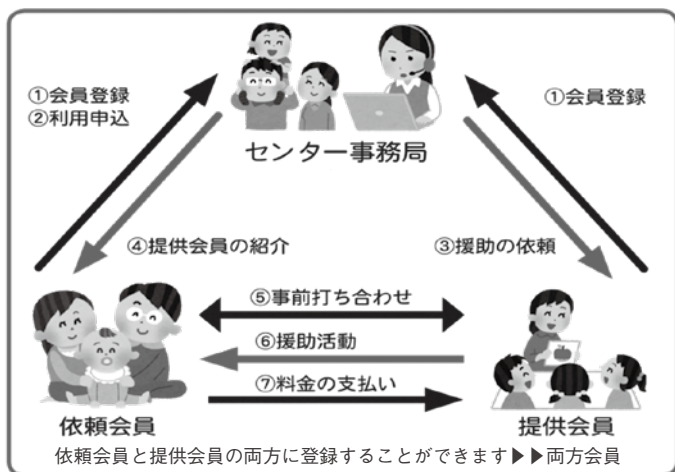 ①会員登録
②利用申込
①会員登録
センター事務局
④提供会員の紹介
③援助の依頼
⑤事前打ち合わせ
⑥援助活動
⑦料金の支払い
依頼会員
提供会員
依頼会員と提供会員の両方に登録することができます▶▶両方会員